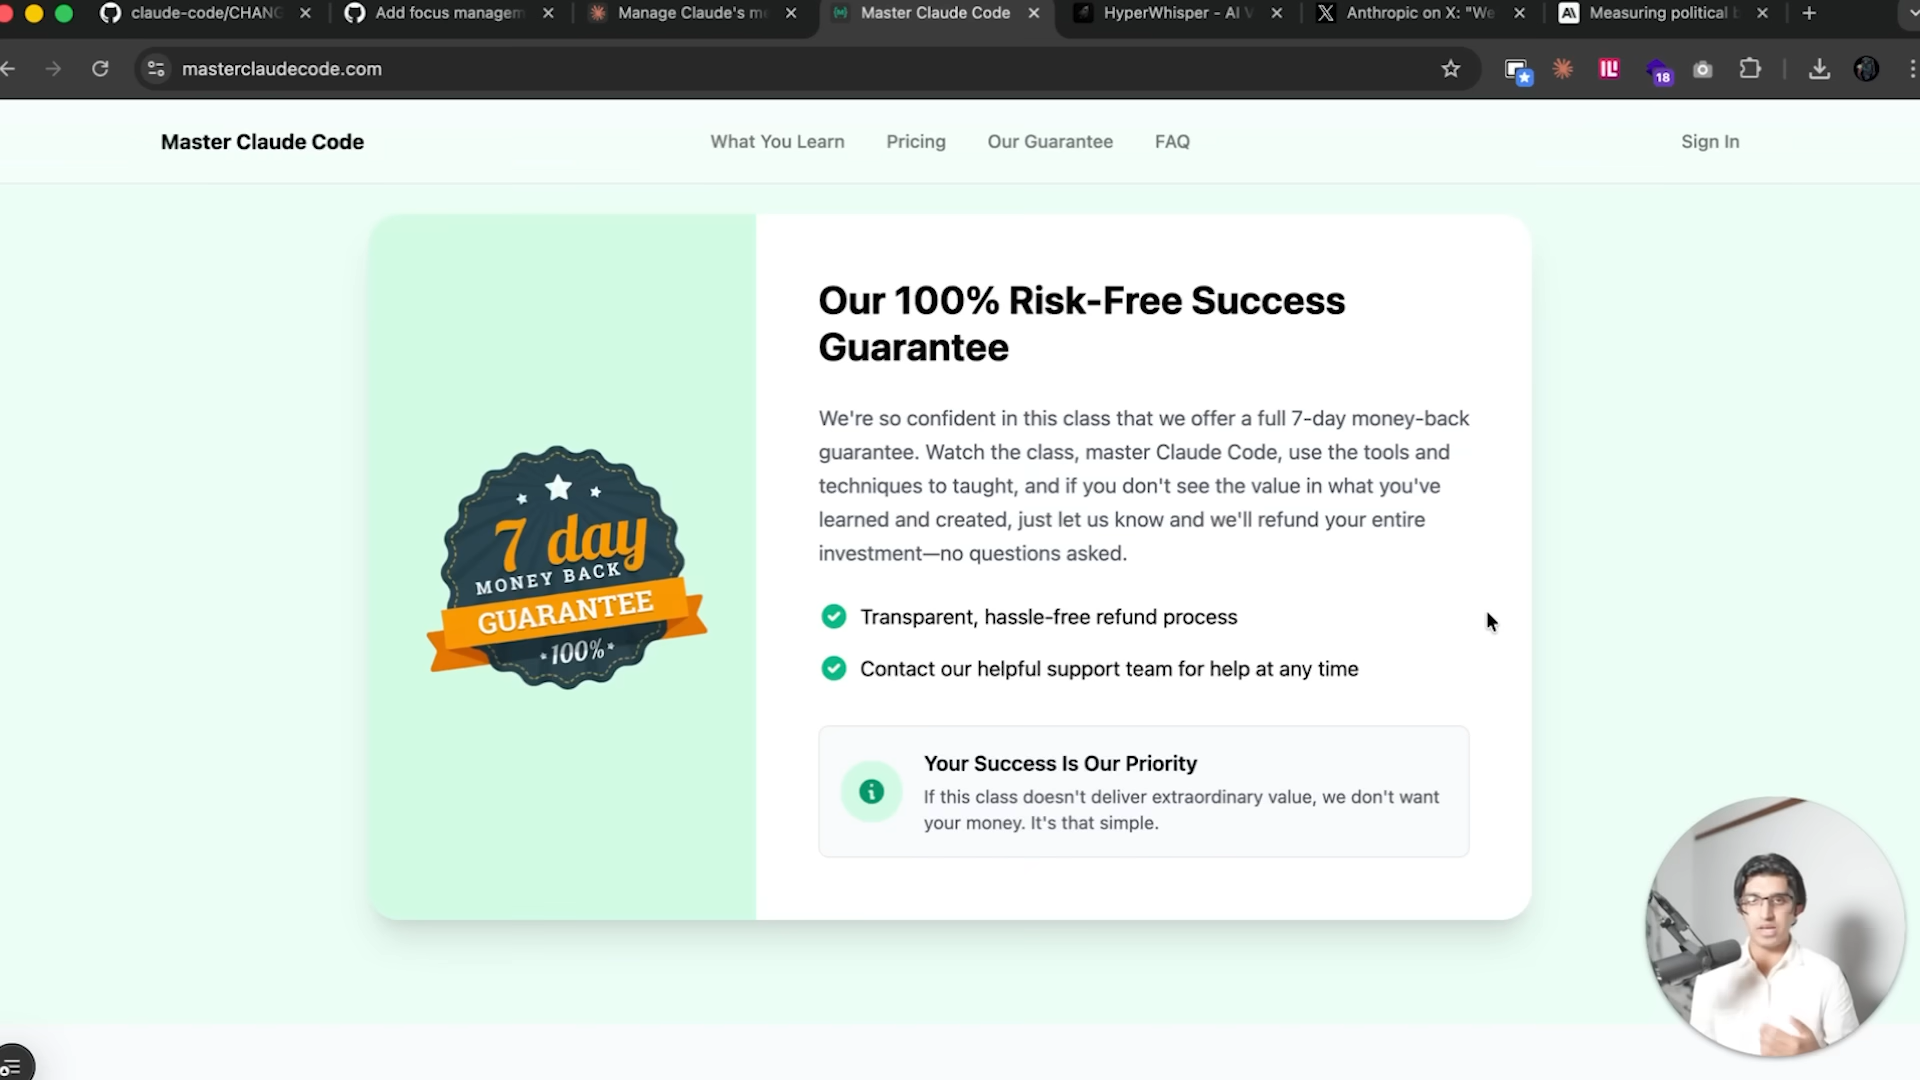 claude-code/CHANG
Add focus managem
Manage Claude's me
Master Claude Code
HyperWhisper - AI V
Anthropic on X: "We
Measuring political b
masterclaudecode.com
18
Master Claude Code
What You Learn
Pricing
Our Guarantee
FAQ
Sign In
7 day
MONEY BACK
GUARANTEE
100%
Our 100% Risk-Free Success
Guarantee
We're so confident in this class that we offer a full 7-day money-back
guarantee. Watch the class, master Claude Code, use the tools and
techniques to taught, and if you don't see the value in what you've
learned and created, just let us know and we'll refund your entire
investment—no questions asked.
Transparent, hassle-free refund process
Contact our helpful support team for help at any time
Your Success Is Our Priority
If this class doesn't deliver extraordinary value, we don't want
your money. It's that simple.